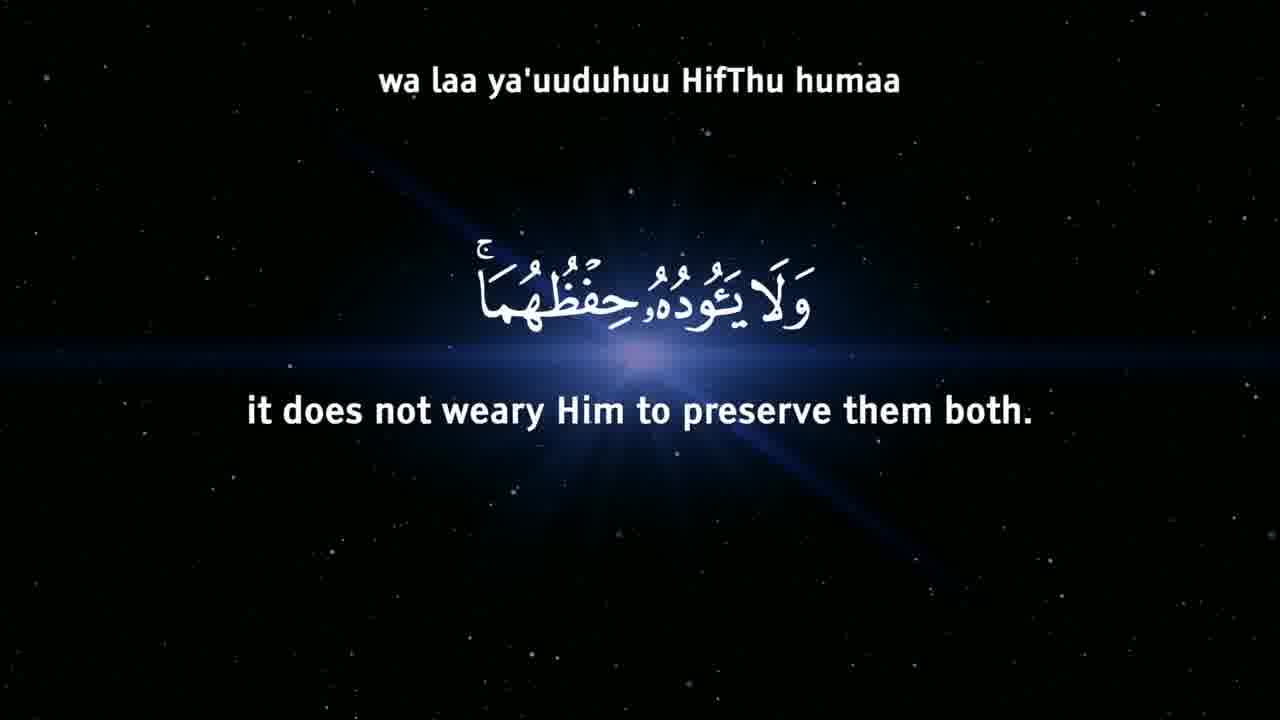 wa laa ya'uuduhuu HifThu humaa
وَلَا يَـُٔودُهُۥ حِفْظُهُمَاۚ
it does not weary Him to preserve them both.